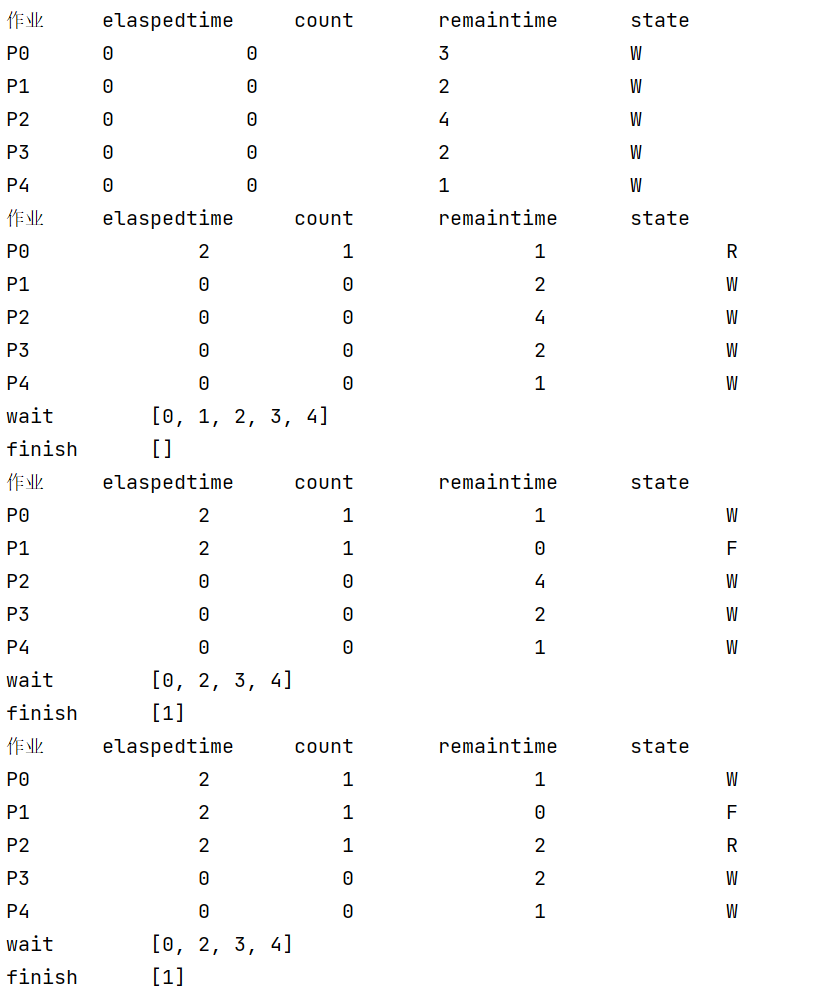 作业     elaspedtime     count       remaintime      state
P0      0           0               3               W
P1      0           0               2               W
P2      0           0               4               W
P3      0           0               2               W
P4      0           0               1               W
作业     elaspedtime     count       remaintime      state
P0              2           1               1               R
P1              0           0               2               W
P2              0           0               4               W
P3              0           0               2               W
P4              0           0               1               W
wait        [0, 1, 2, 3, 4]
finish      []
作业     elaspedtime     count       remaintime      state
P0              2           1               1               W
P1              2           1               0               F
P2              0           0               4               W
P3              0           0               2               W
P4              0           0               1               W
wait        [0, 2, 3, 4]
finish      [1]
作业     elaspedtime     count       remaintime      state
P0              2           1               1               W
P1              2           1               0               F
P2              2           1               2               R
P3              0           0               2               W
P4              0           0               1               W
wait        [0, 2, 3, 4]
finish      [1]